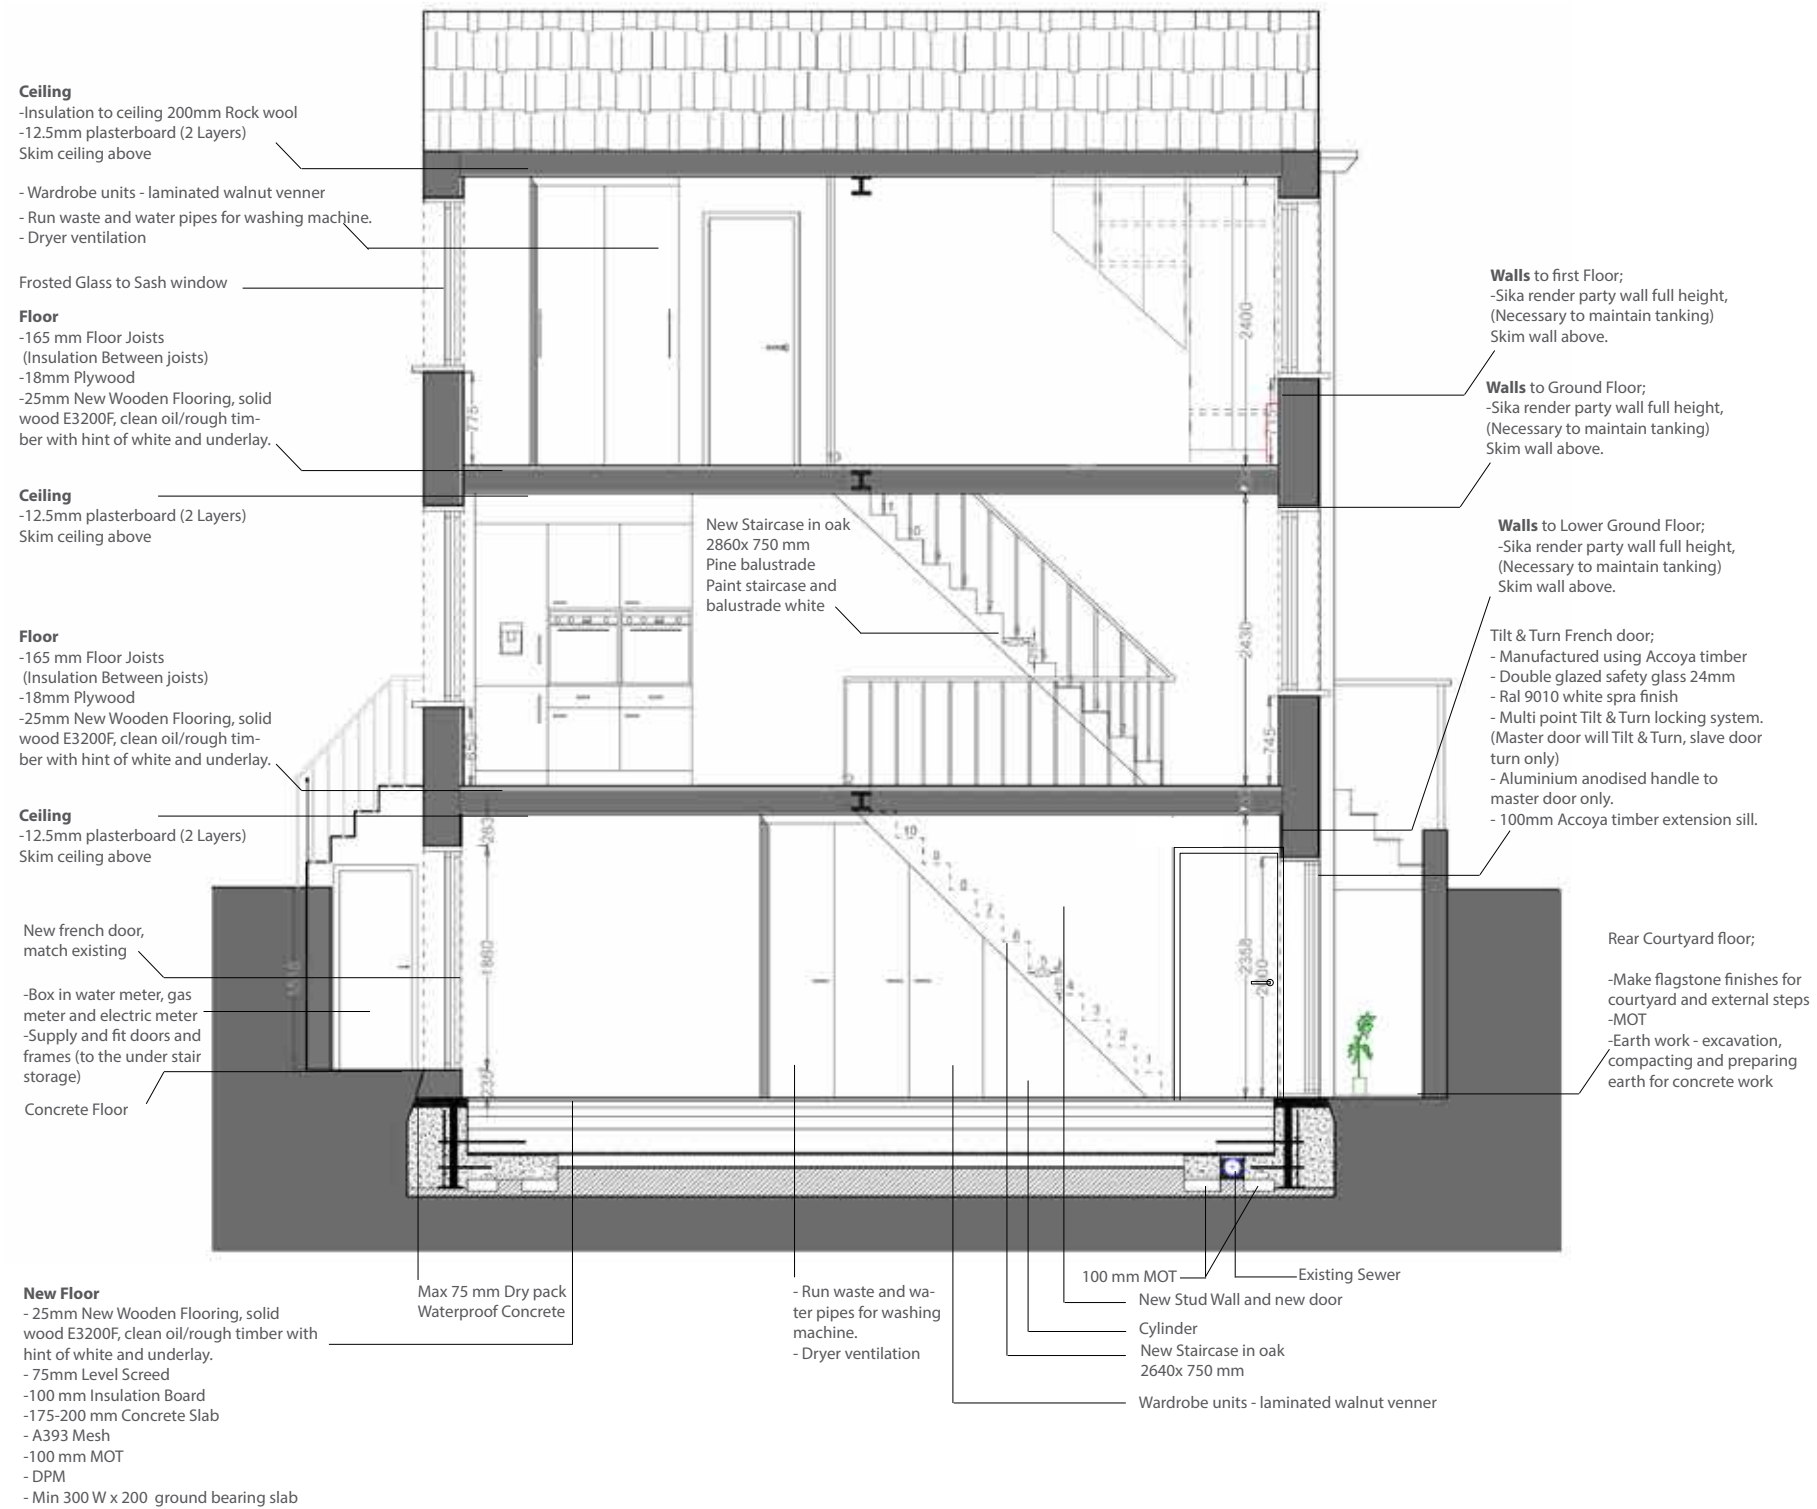 Ceiling
-Insulation to ceiling 200mm Rock wool
-12.5mm plasterboard (2 Layers)
Skim ceiling above
- Wardrobe units - laminated walnut venner
- Run waste and water pipes for washing machine.
- Dryer ventilation
Frosted Glass to Sash window
Floor
-165 mm Floor Joists
(Insulation Between joists)
-18mm Plywood
-25mm New Wooden Flooring, solid
wood E3200F, clean oil/rough tim-
ber with hint of white and underlay.
Ceiling
-12.5mm plasterboard (2 Layers)
Skim ceiling above
Floor
-165 mm Floor Joists
(Insulation Between joists)
-18mm Plywood
-25mm New Wooden Flooring, solid
wood E3200F, clean oil/rough tim-
ber with hint of white and underlay.
Ceiling
-12.5mm plasterboard (2 Layers)
Skim ceiling above
New french door,
match existing
-Box in water meter, gas
meter and electric meter
-Supply and fit doors and
frames (to the under stair
storage)
Concrete Floor
New Floor
- 25mm New Wooden Flooring, solid
wood E3200F, clean oil/rough timber with
hint of white and underlay.
- 75mm Level Screed
-100 mm Insulation Board
-175-200 mm Concrete Slab
- A393 Mesh
-100 mm MOT
- DPM
- Min 300 W x 200 ground bearing slab
775
2400
715
New Staircase in oak
2860x 750 mm
Pine balustrade
Paint staircase and
balustrade white
2430
745
10
1880
2358
235
Max 75 mm Dry pack
Waterproof Concrete
- Run waste and wa-
ter pipes for washing
machine.
- Dryer ventilation
100 mm MOT
Existing Sewer
New Stud Wall and new door
Cylinder
New Staircase in oak
2640x 750 mm
Wardrobe units - laminated walnut venner
Walls to first Floor;
-Sika render party wall full height,
(Necessary to maintain tanking)
Skim wall above.
Walls to Ground Floor;
-Sika render party wall full height,
(Necessary to maintain tanking)
Skim wall above.
Walls to Lower Ground Floor;
-Sika render party wall full height,
(Necessary to maintain tanking)
Skim wall above.
Tilt & Turn French door;
- Manufactured using Accoya timber
- Double glazed safety glass 24mm
- Ral 9010 white spra finish
- Multi point Tilt & Turn locking system.
(Master door will Tilt & Turn, slave door
turn only)
- Aluminium anodised handle to
master door only.
- 100mm Accoya timber extension sill.
Rear Courtyard floor;
-Make flagstone finishes for
courtyard and external steps
-MOT
-Earth work - excavation,
compacting and preparing
earth for concrete work